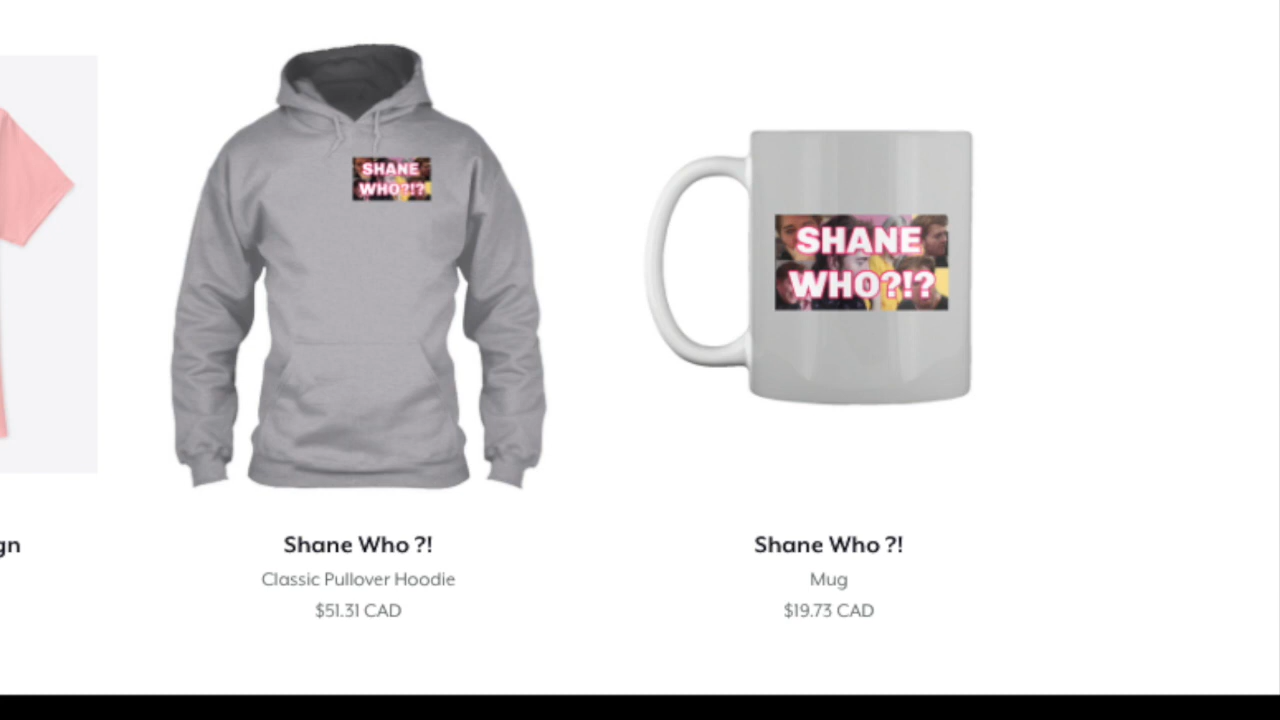 SHANE
WHO?!?
SHANE
WHO?!?
gn
Shane Who ?!
Classic Pullover Hoodie
$51.31 CAD
Shane Who ?!
Mug
$19.73 CAD